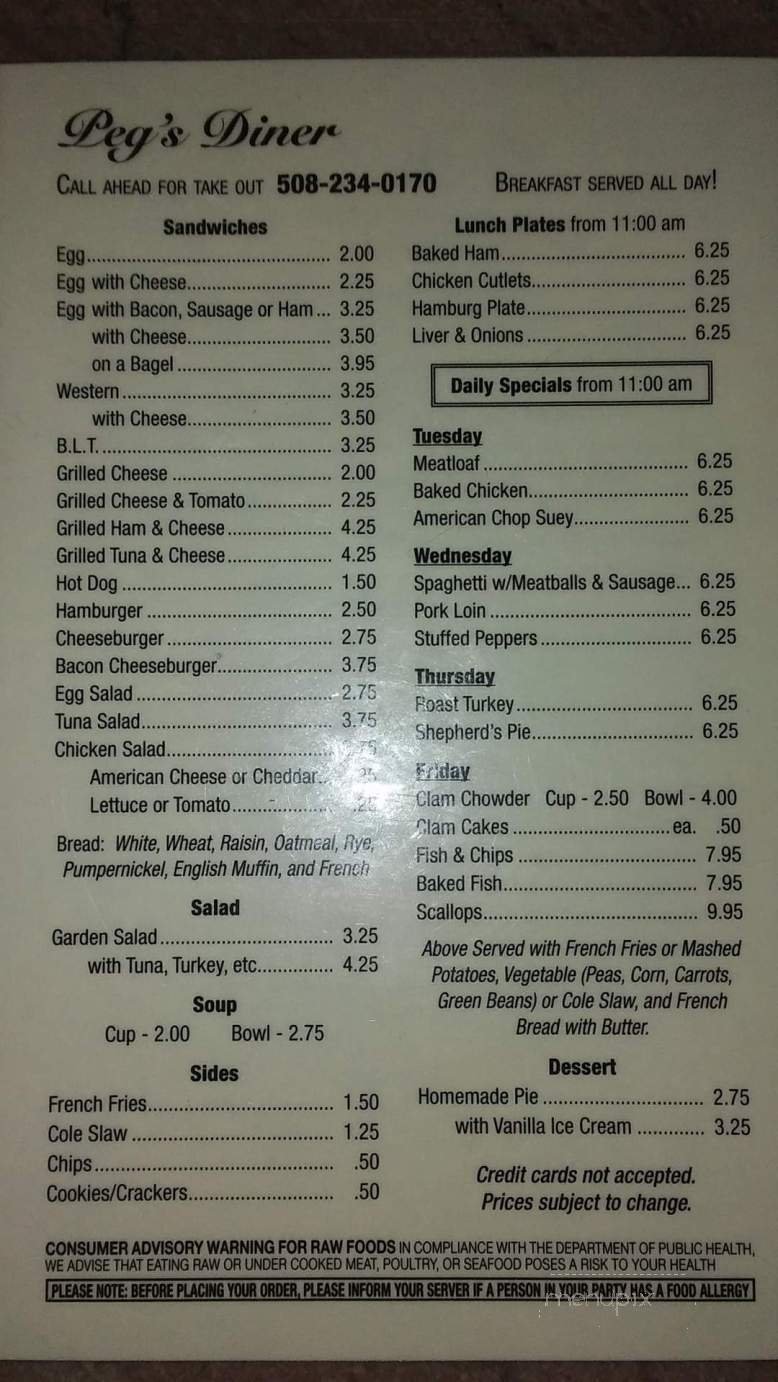 Peg's Diner
CALL AHEAD FOR TAKE OUT 508-234-0170
BREAKFAST SERVED ALL DAY!
Sandwiches
Egg 2.00
Egg with Cheese 2.25
Egg with Bacon, Sausage or Ham 3.25
with Cheese 3.50
on a Bagel 3.95
Western 3.25
with Cheese 3.50
B.L.T. 3.25
Grilled Cheese 2.00
Grilled Cheese & Tomato 2.25
Grilled Ham & Cheese 4.25
Grilled Tuna & Cheese 4.25
Hot Dog 1.50
Hamburger 2.50
Cheeseburger 2.75
Bacon Cheeseburger 3.75
Egg Salad 2.75
Tuna Salad 3.75
Chicken Salad
American Cheese or Cheddar
Lettuce or Tomato .25
Bread: White, Wheat, Raisin, Oatmeal, Rye,
Pumpernickel, English Muffin, and French
Salad
Garden Salad 3.25
with Tuna, Turkey, etc. 4.25
Soup
Cup - 2.00 Bowl - 2.75
Sides
French Fries 1.50
Cole Slaw 1.25
Chips .50
Cookies/Crackers .50
Lunch Plates from 11:00 am
Baked Ham 6.25
Chicken Cutlets 6.25
Hamburg Plate 6.25
Liver & Onions 6.25
Daily Specials from 11:00 am
Tuesday
Meatloaf 6.25
Baked Chicken 6.25
American Chop Suey 6.25
Wednesday
Spaghetti w/Meatballs & Sausage 6.25
Pork Loin 6.25
Stuffed Peppers 6.25
Thursday
Roast Turkey 6.25
Shepherd's Pie 6.25
Friday
Clam Chowder Cup - 2.50 Bowl - 4.00
Clam Cakes ea. .50
Fish & Chips 7.95
Baked Fish 7.95
Scallops 9.95
Above Served with French Fries or Mashed
Potatoes, Vegetable (Peas, Corn, Carrots,
Green Beans) or Cole Slaw, and French
Bread with Butter.
Dessert
Homemade Pie 2.75
with Vanilla Ice Cream 3.25
Credit cards not accepted.
Prices subject to change.
CONSUMER ADVISORY WARNING FOR RAW FOODS IN COMPLIANCE WITH THE DEPARTMENT OF PUBLIC HEALTH,
WE ADVISE THAT EATING RAW OR UNDER COOKED MEAT, POULTRY, OR SEAFOOD POSES A RISK TO YOUR HEALTH
PLEASE NOTE: BEFORE PLACING YOUR ORDER, PLEASE INFORM YOUR SERVER IF A PERSON IN YOUR PARTY HAS A FOOD ALLERGY
menupix